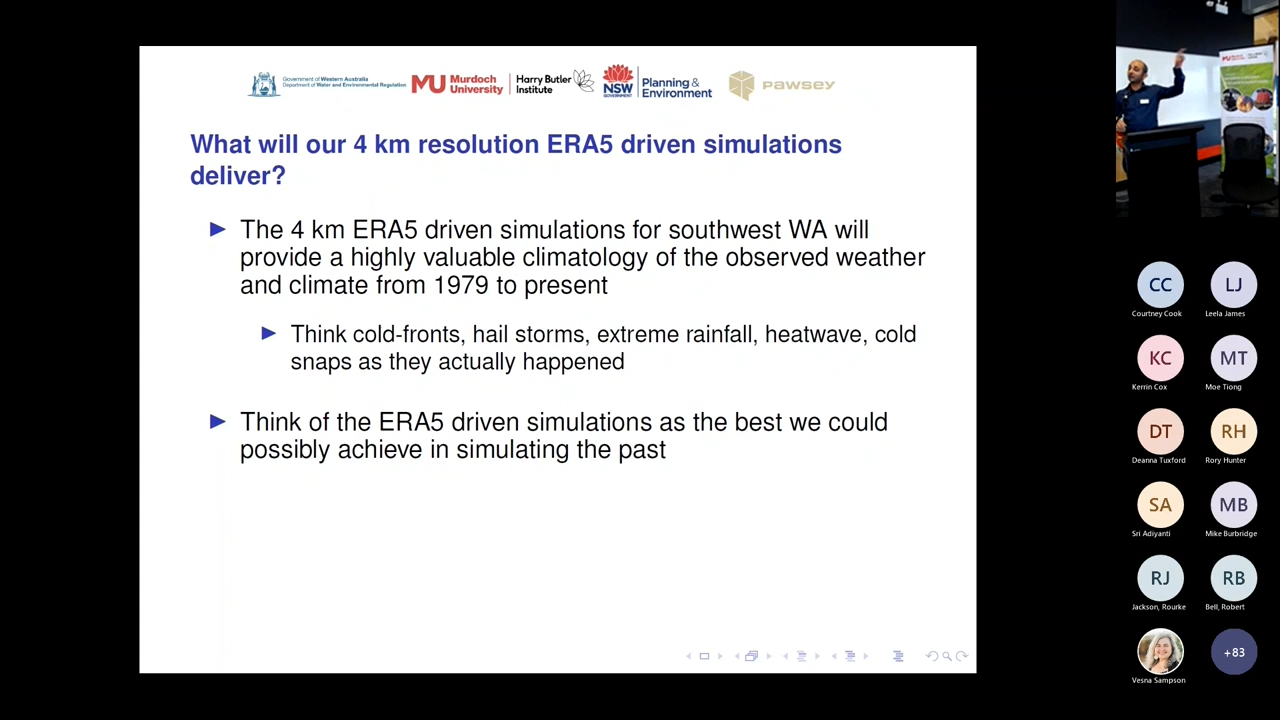 Government of Western Australia
Department of Water and Environmental Regulation
MU Murdoch
University
Harry Butler
Institute
NSW
GOVERNMENT
Planning &
Environment
PAWSEY
What will our 4 km resolution ERA5 driven simulations
deliver?
The 4 km ERA5 driven simulations for southwest WA will
provide a highly valuable climatology of the observed weather
and climate from 1979 to present
Think cold-fronts, hail storms, extreme rainfall, heatwave, cold
snaps as they actually happened
Think of the ERA5 driven simulations as the best we could
possibly achieve in simulating the past
CC LJ
Courtney Cook Leela James
KC MT
Kerrin Cox Moe Tiong
DT RH
Deanna Tuxford Rory Hunter
SA MB
Sri Adiyanti Mike Burbridge
RJ RB
Jackson, Rourke Bell, Robert
+83
Vesna Sampson